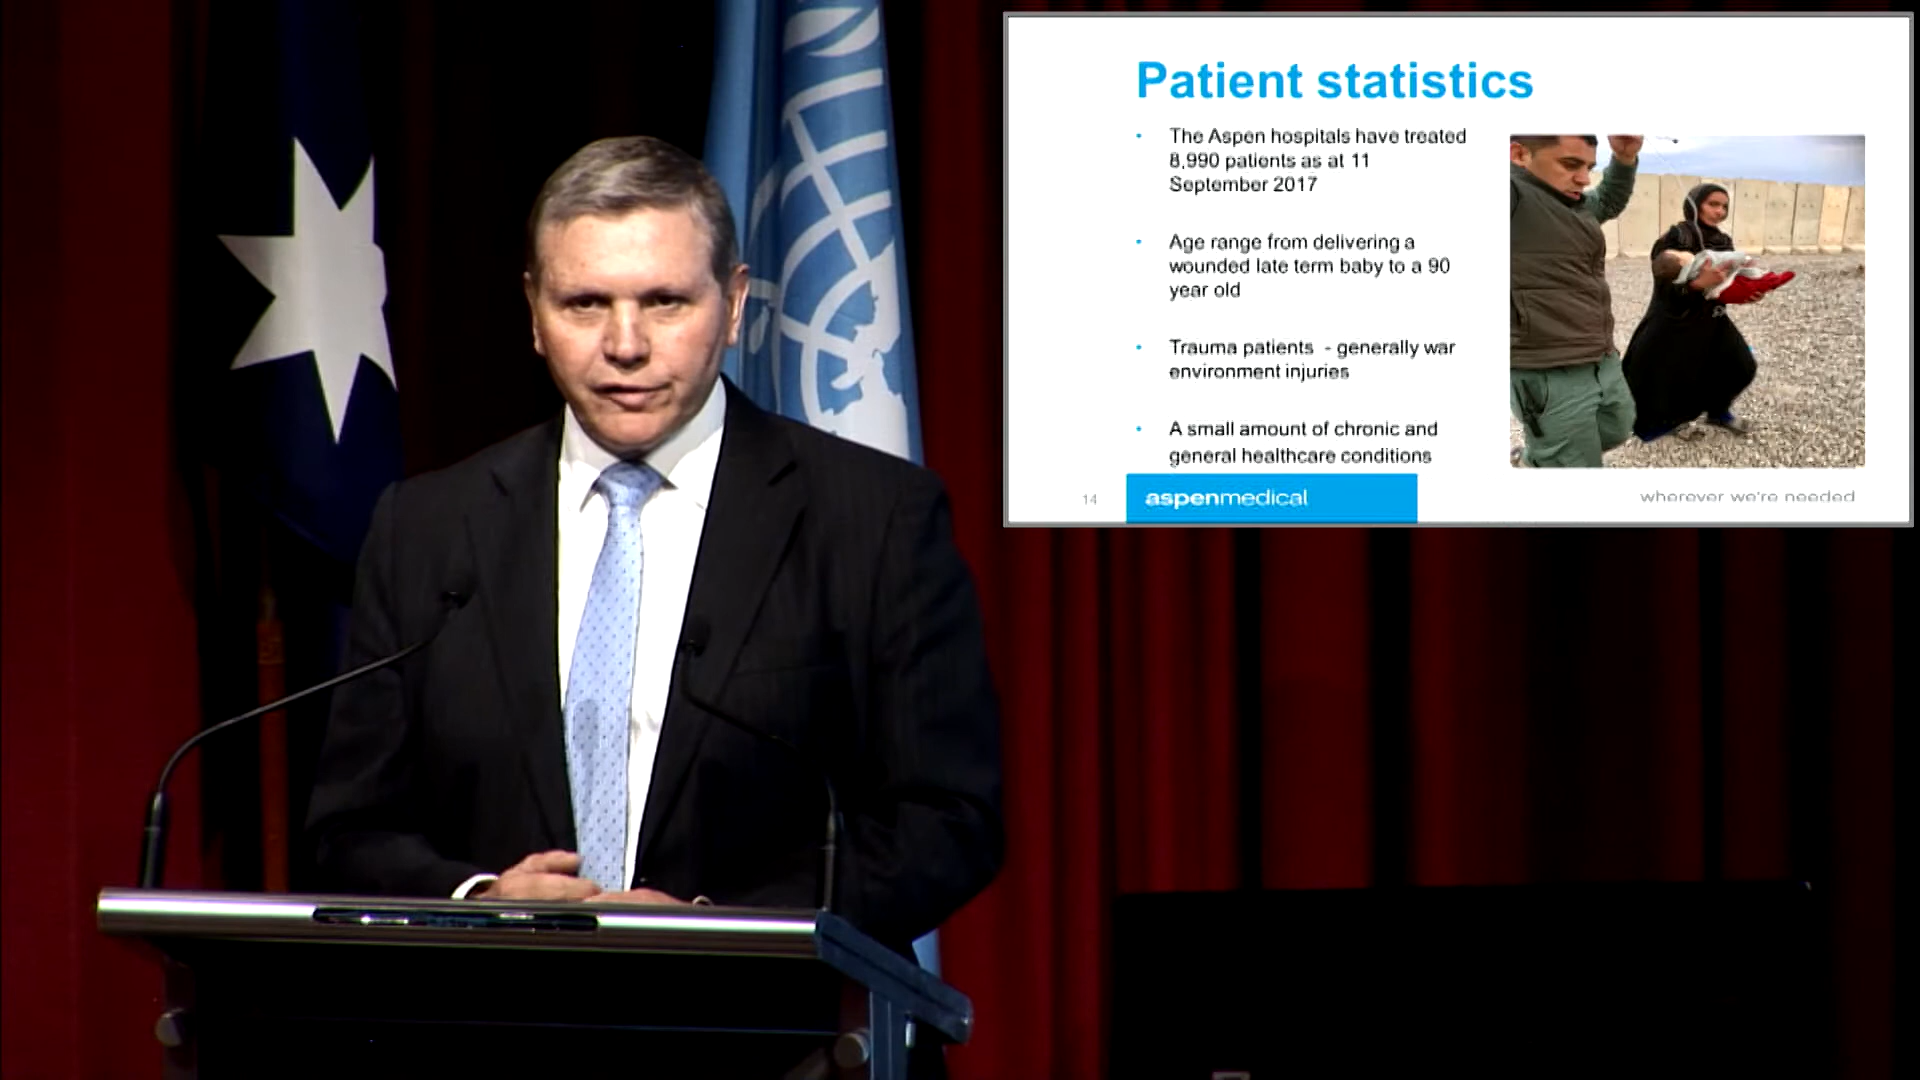 Patient statistics
The Aspen hospitals have treated
8,990 patients as at 11
September 2017
Age range from delivering a
wounded late term baby to a 90
year old
Trauma patients  - generally war
environment injuries
A small amount of chronic and
general healthcare conditions
14
aspenmedical
wherever we're needed